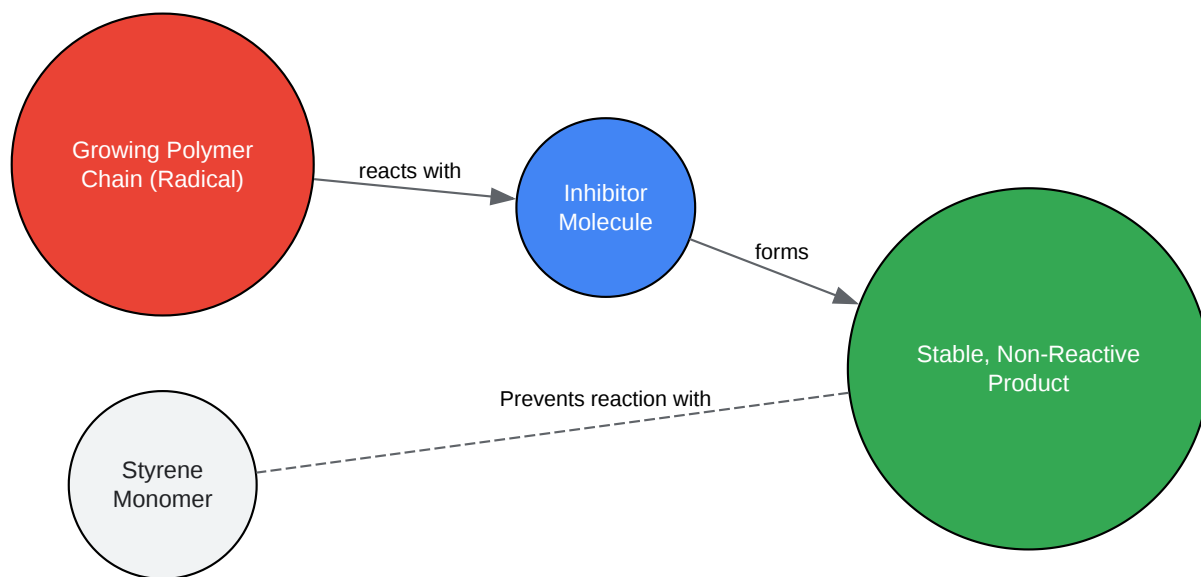 Growing Polymer
Chain (Radical)
reacts with
Inhibitor
Molecule
forms
Stable, Non-Reactive
Product
Prevents reaction with
Styrene
Monomer